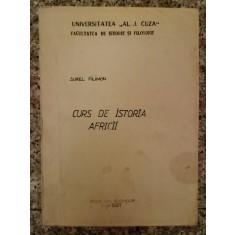 UNIVERSITATEA „AL. I. CUZA"
FACULTATEA DE ISTORIE ȘI FILOSOFIE
AUREL FILIMON
CURS DE ISTORIA
AFRICII